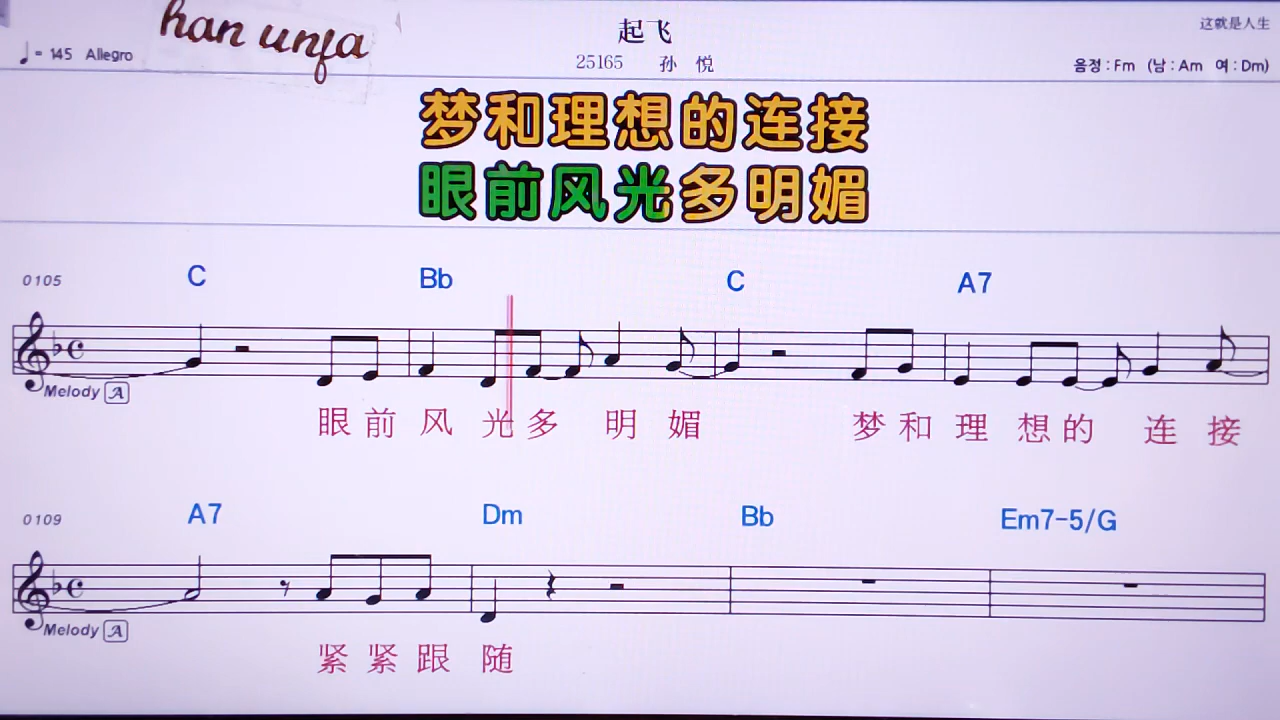 han unfa
起飞
这就是人生
♩= 145 Allegro
25165 孙 悦
음정 : Fm (남 : Am 여 : Dm)
梦和理想的连接
眼前风光多明媚
0105
C Bb C A7
Melody A
眼 前 风 光 多 明 媚 梦 和 理 想 的 连 接
0109
A7 Dm Bb Em7-5/G
Melody A
紧 紧 跟 随